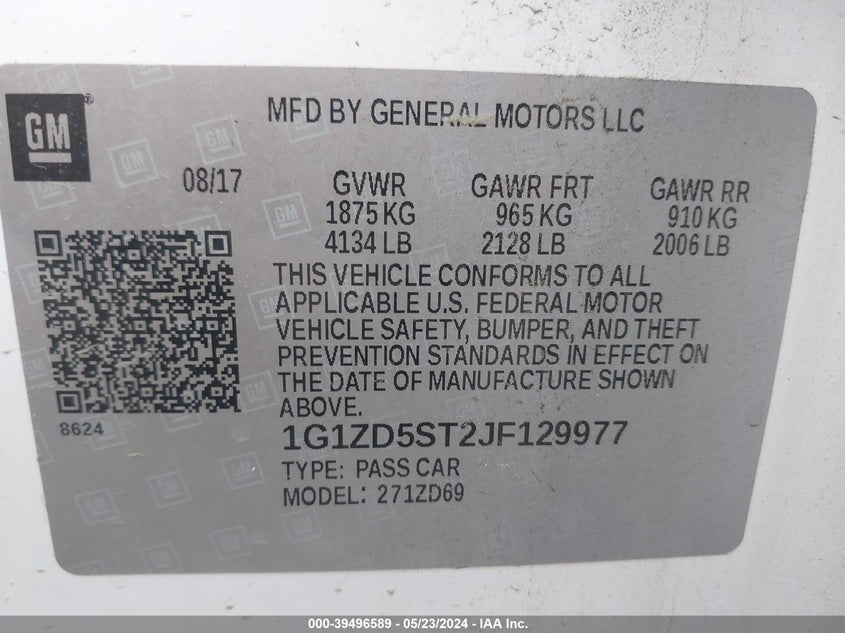 GM
MFD BY GENERAL MOTORS LLC
08/17
GVWR
1875 KG
4134 LB
GAWR FRT
965 KG
2128 LB
GAWR RR
910 KG
2006 LB
THIS VEHICLE CONFORMS TO ALL
APPLICABLE U.S. FEDERAL MOTOR
VEHICLE SAFETY, BUMPER, AND THEFT
PREVENTION STANDARDS IN EFFECT ON
THE DATE OF MANUFACTURE SHOWN
ABOVE.
8624
1G1ZD5ST2JF129977
TYPE: PASS CAR
MODEL: 271ZD69
000-39496589 - 05/23/2024 - IAA Inc.